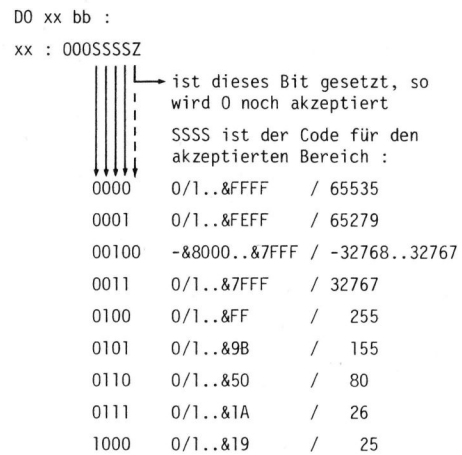 DO xx bb :
xx : 000SSSSZ
ist dieses Bit gesetzt, so
wird 0 noch akzeptiert
SSSS ist der Code für den
akzeptierten Bereich :
0000 0/1..&FFFF / 65535
0001 0/1..&FEFF / 65279
00100 -&8000..&7FFF / -32768..32767
0011 0/1..&7FFF / 32767
0100 0/1..&FF / 255
0101 0/1..&9B / 155
0110 0/1..&50 / 80
0111 0/1..&1A / 26
1000 0/1..&19 / 25